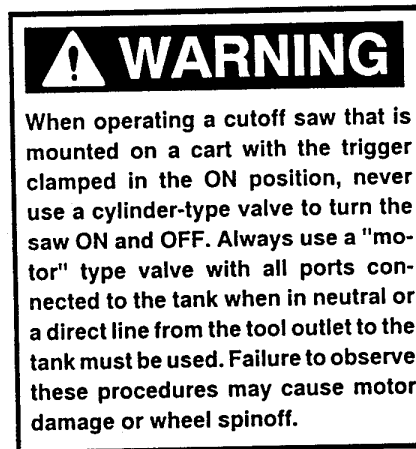 WARNING
When operating a cutoff saw that is
mounted on a cart with the trigger
clamped in the ON position, never
use a cylinder-type valve to turn the
saw ON and OFF. Always use a "mo-
tor" type valve with all ports con-
nected to the tank when in neutral or
a direct line from the tool outlet to the
tank must be used. Failure to observe
these procedures may cause motor
damage or wheel spinoff.